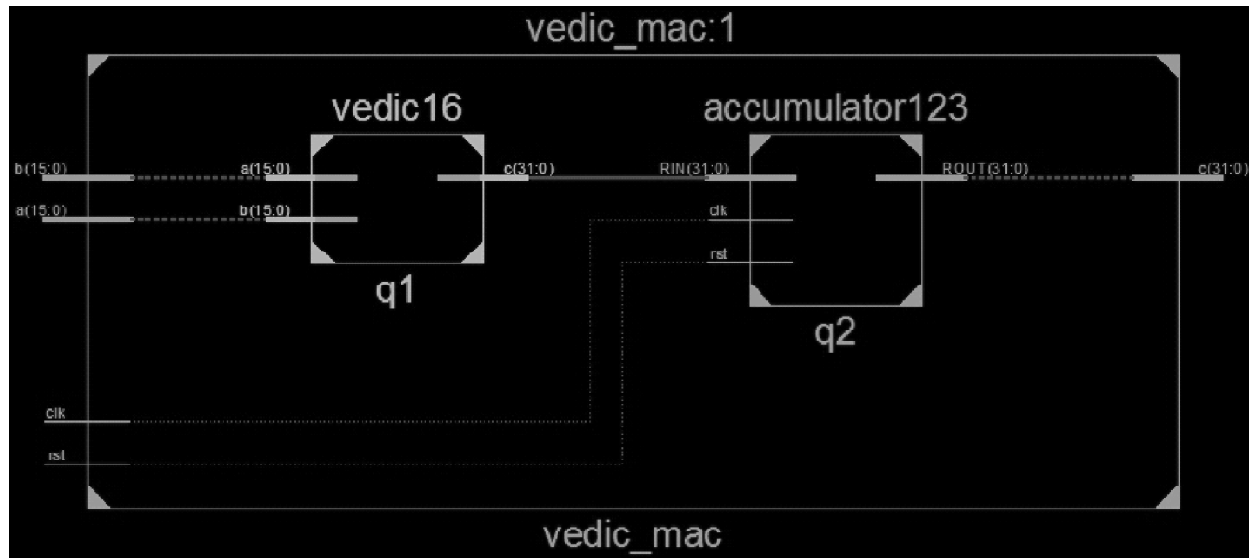 vedic_mac:1
vedic16
accumulator123
b(15:0)
a(15:0)
c(31:0)
RIN(31:0)
ROUT(31:0)
c(31:0)
a(15:0)
b(15:0)
clk
rst
q1
q2
clk
rst
vedic_mac